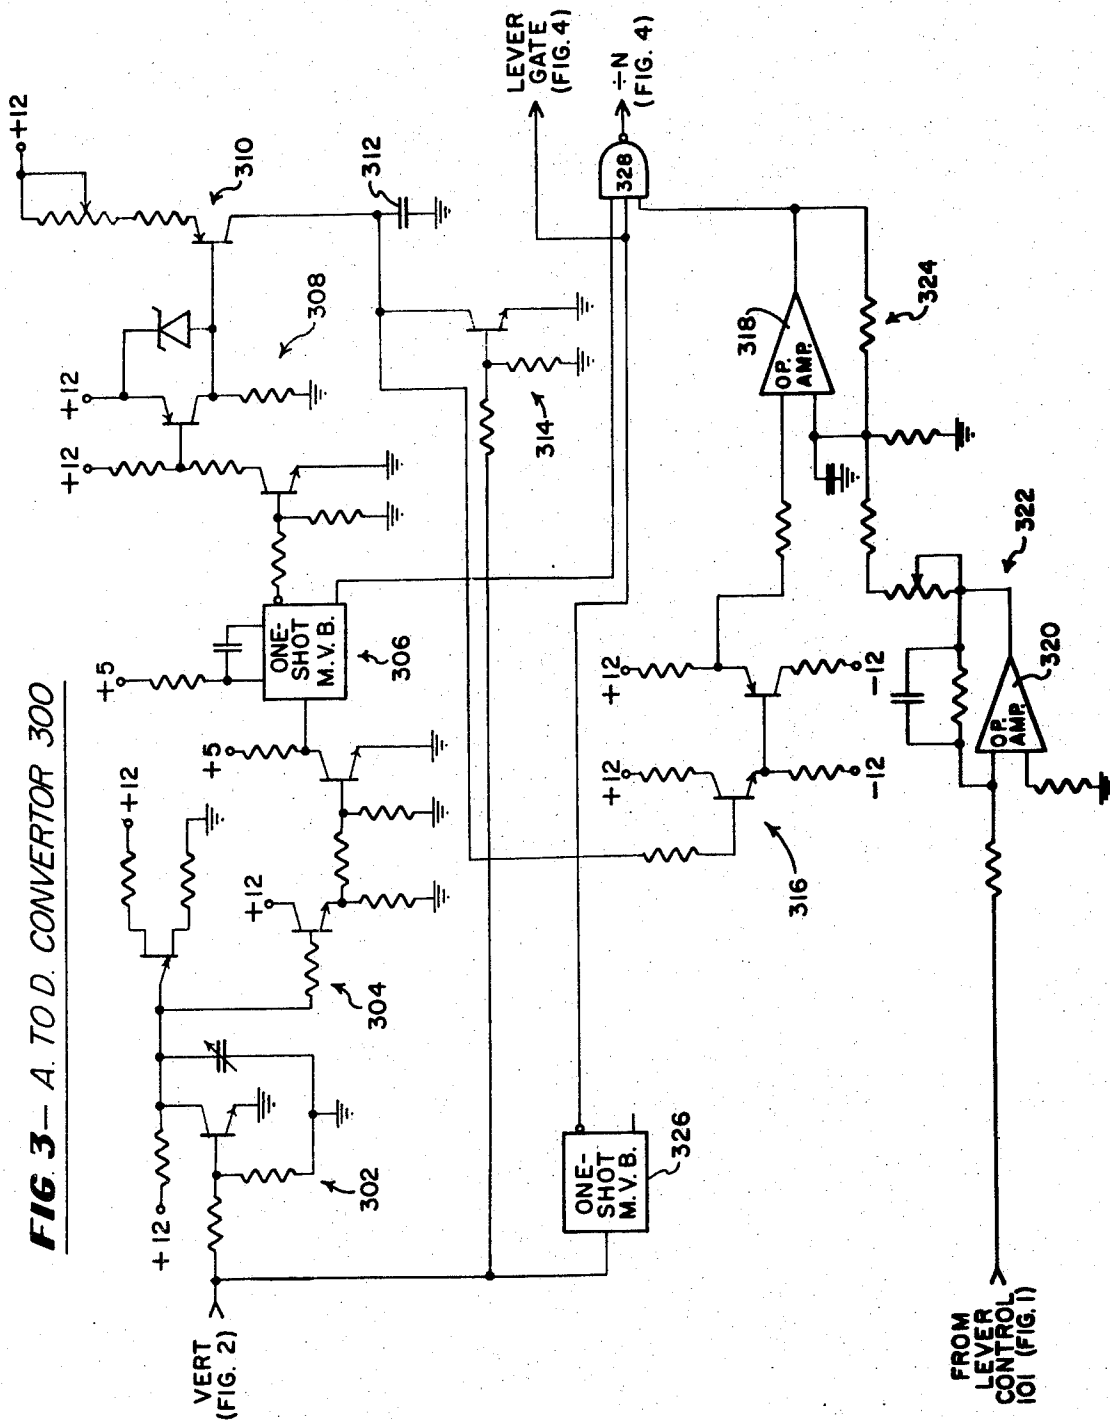 FIG. 3— A. TO D. CONVERTOR 300
VERT
(FIG. 2)
+12
302
+12
304
+12
+5
+5
ONE-
SHOT
M.V.B.
306
+12
+12
308
+12
310
312
314
ONE-
SHOT
M.V.B.
326
+12
+12
-12
-12
316
OP.
AMP.
318
324
328
LEVER
GATE
(FIG. 4)
÷N
(FIG. 4)
FROM
LEVER
CONTROL
101 (FIG. 1)
OP.
AMP.
320
322